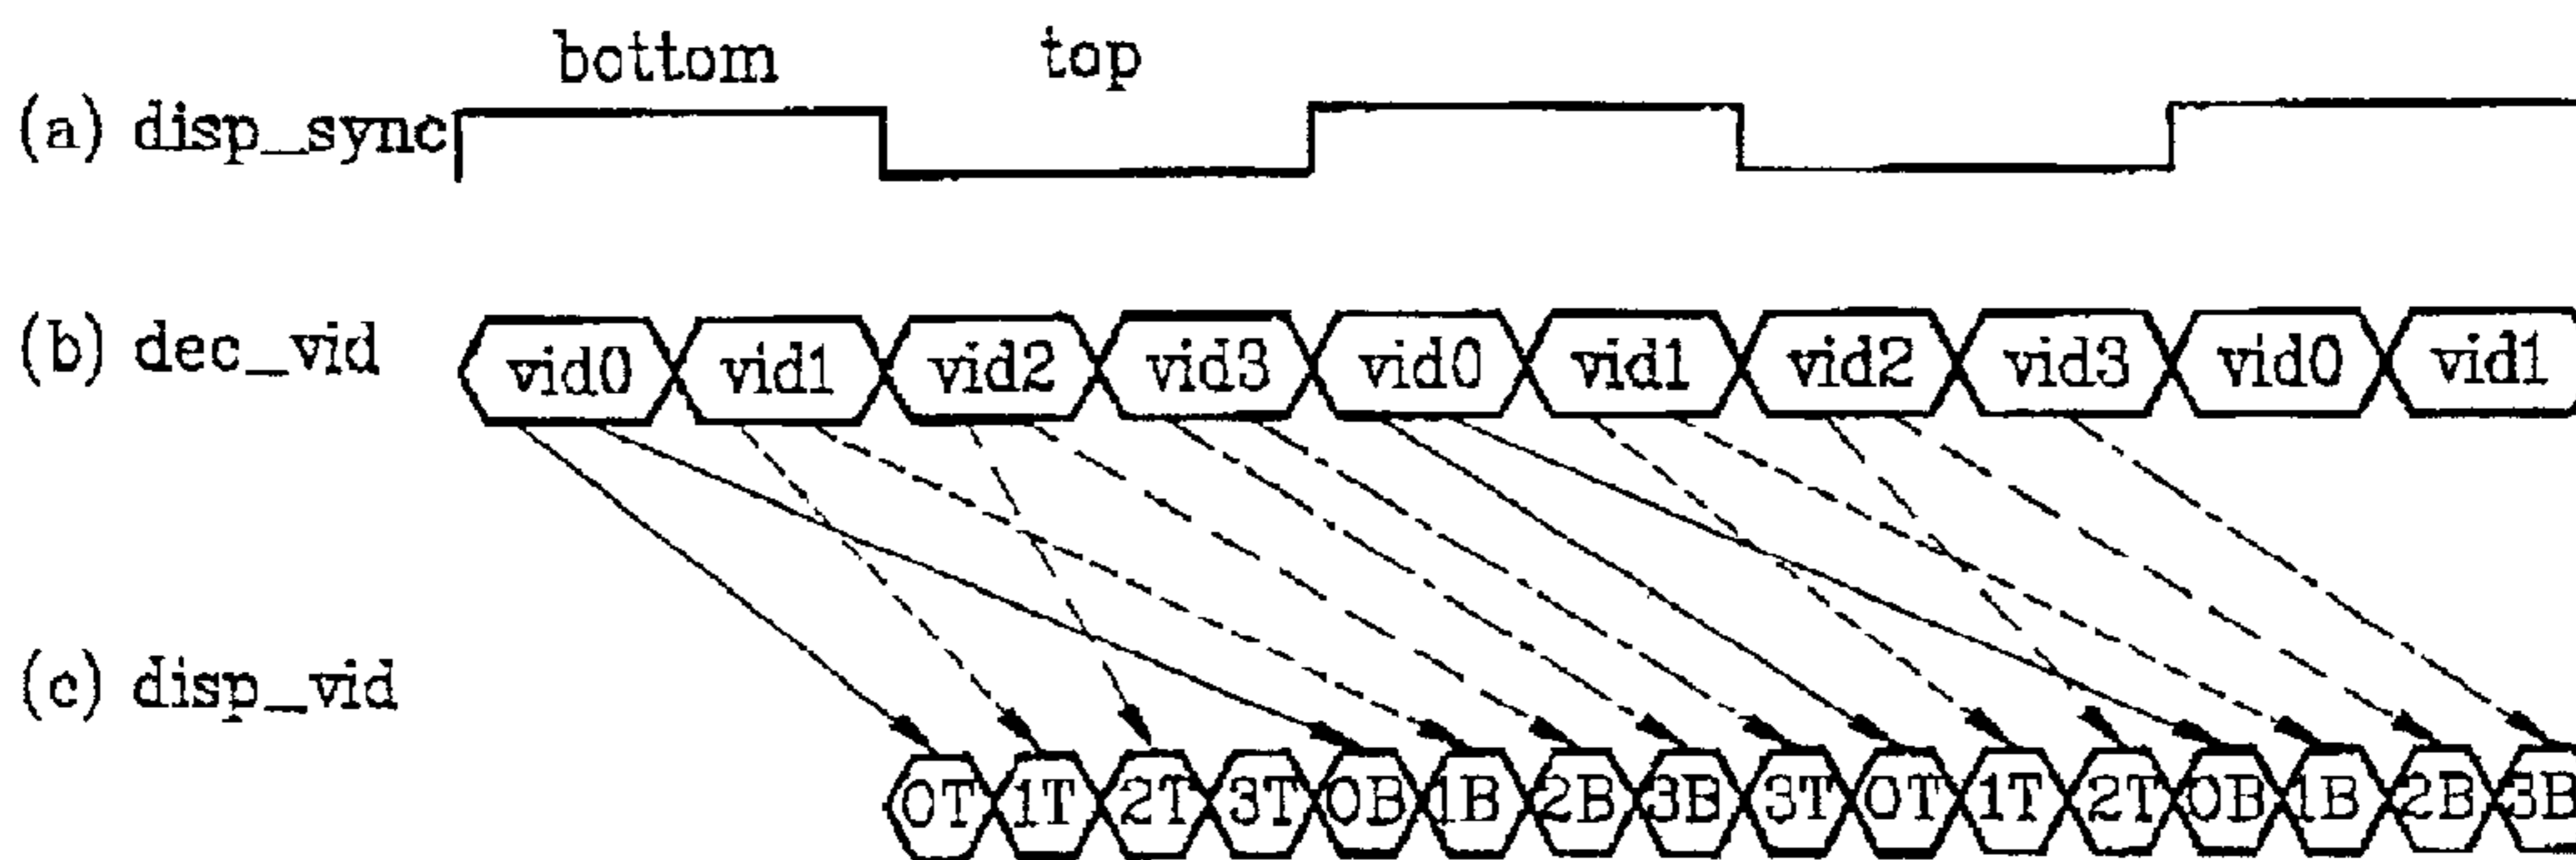 bottom top
(a) disp_sync
(b) dec_vid vid0 vid1 vid2 vid3 vid0 vid1 vid2 vid3 vid0 vid1
(c) disp_vid
0T 1T 2T 3T 0B 1B 2B 3B 3T 0T 1T 2T 0B 1B 2B 3B